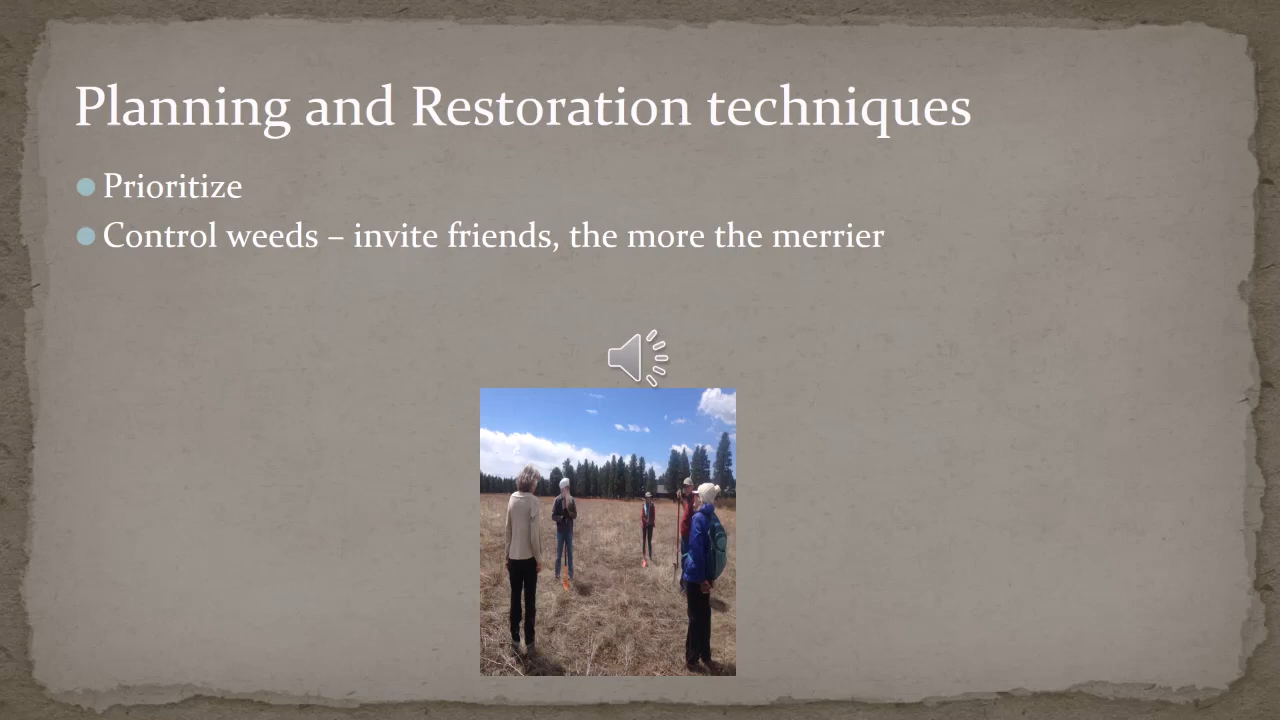 Planning and Restoration techniques
Prioritize
Control weeds – invite friends, the more the merrier